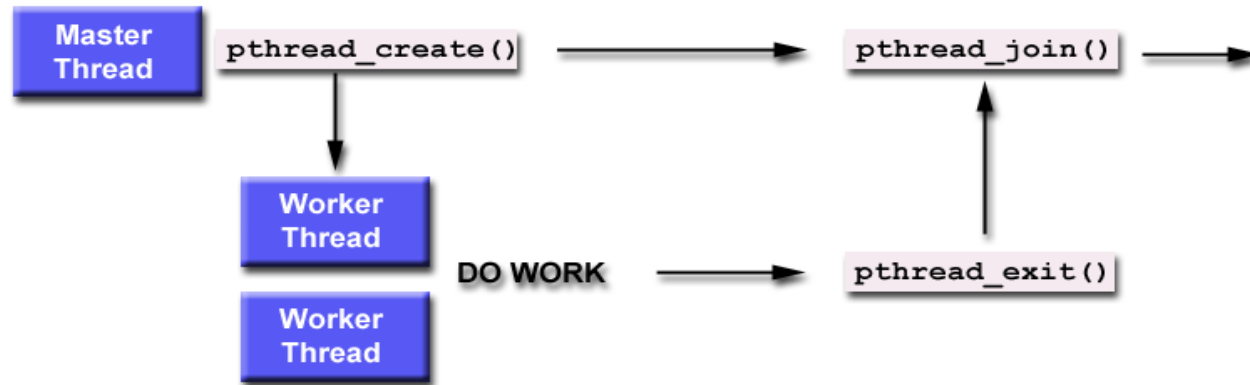 Master
Thread
pthread_create()
pthread_join()
Worker
Thread
DO WORK
pthread_exit()
Worker
Thread